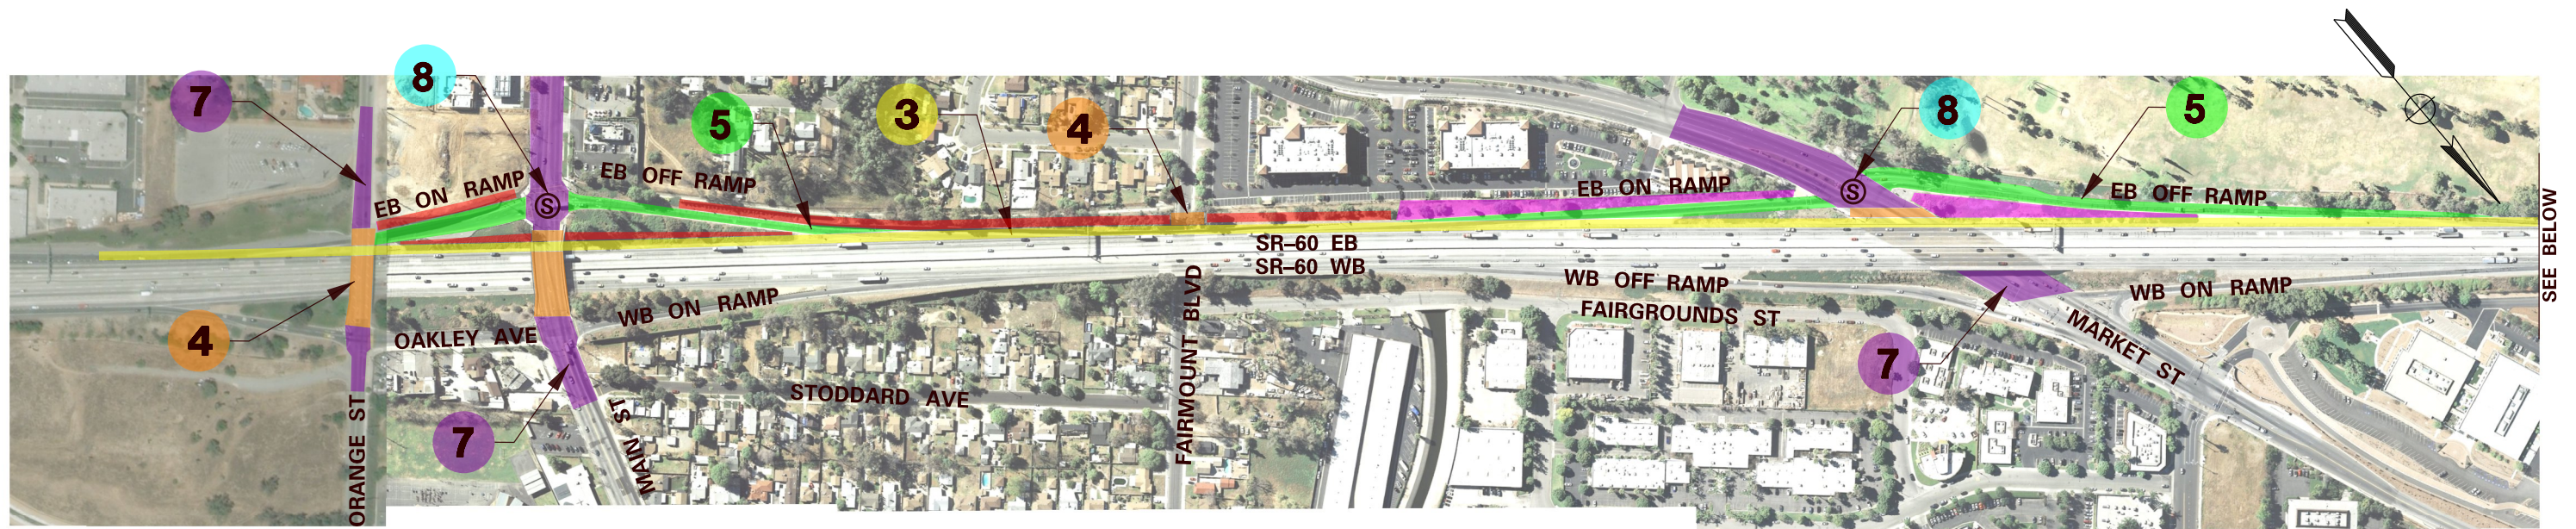 7
8
5
3
4
8
5
EB ON RAMP
S
EB OFF RAMP
EB ON RAMP
S
EB OFF RAMP
SEE BELOW
SR-60 EB
SR-60 WB
4
OAKLEY AVE
WB ON RAMP
FAIRMOUNT BLVD
WB OFF RAMP
FAIRGROUNDS ST
WB ON RAMP
7
MARKET ST
ORANGE ST
7
MAIN ST
STODDARD AVE